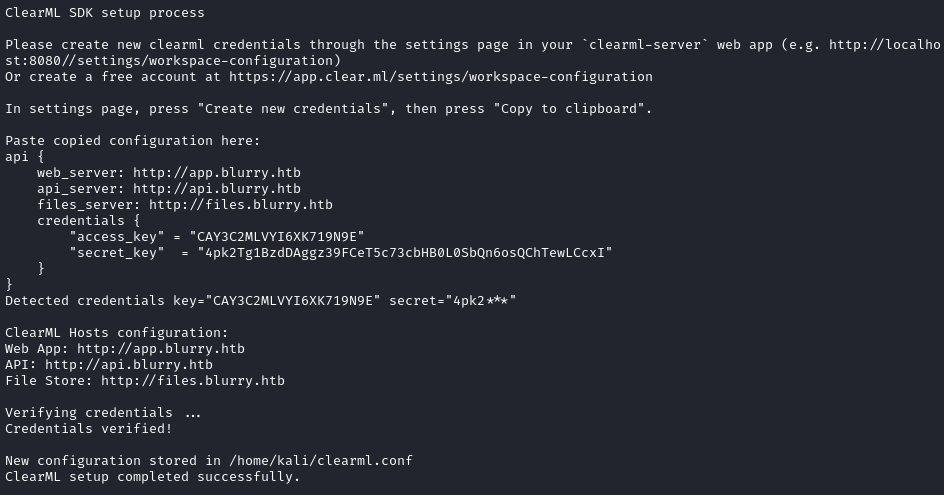 ClearML SDK setup process
Please create new clearml credentials through the settings page in your `clearml-server` web app (e.g. http://localho
st:8080//settings/workspace-configuration)
Or create a free account at https://app.clear.ml/settings/workspace-configuration
In settings page, press "Create new credentials", then press "Copy to clipboard".
Paste copied configuration here:
api {
    web_server: http://app.blurry.htb
    api_server: http://api.blurry.htb
    files_server: http://files.blurry.htb
    credentials {
        "access_key" = "CAY3C2MLVYI6XK719N9E"
        "secret_key"  = "4pk2Tg1BzdDAggz39FCeT5c73cbHB0L0SbQn6osQChTewLCcxI"
    }
}
Detected credentials key="CAY3C2MLVYI6XK719N9E" secret="4pk2***"
ClearML Hosts configuration:
Web App: http://app.blurry.htb
API: http://api.blurry.htb
File Store: http://files.blurry.htb
Verifying credentials ...
Credentials verified!
New configuration stored in /home/kali/clearml.conf
ClearML setup completed successfully.